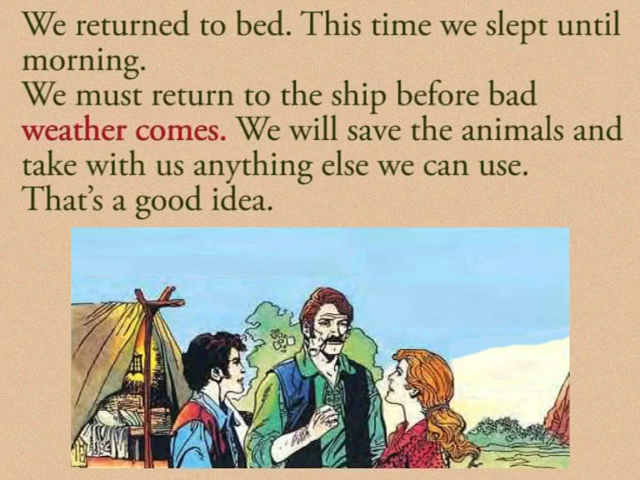 We returned to bed. This time we slept until
morning.
We must return to the ship before bad
weather comes. We will save the animals and
take with us anything else we can use.
That’s a good idea.